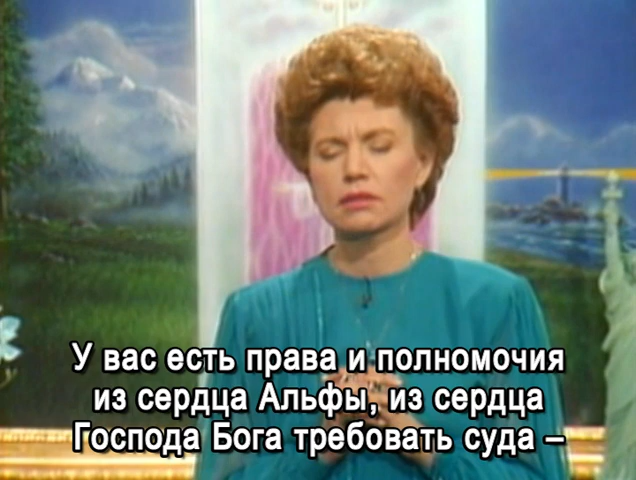 У вас есть права и полномочия
из сердца Альфы, из сердца
Господа Бога требовать суда –